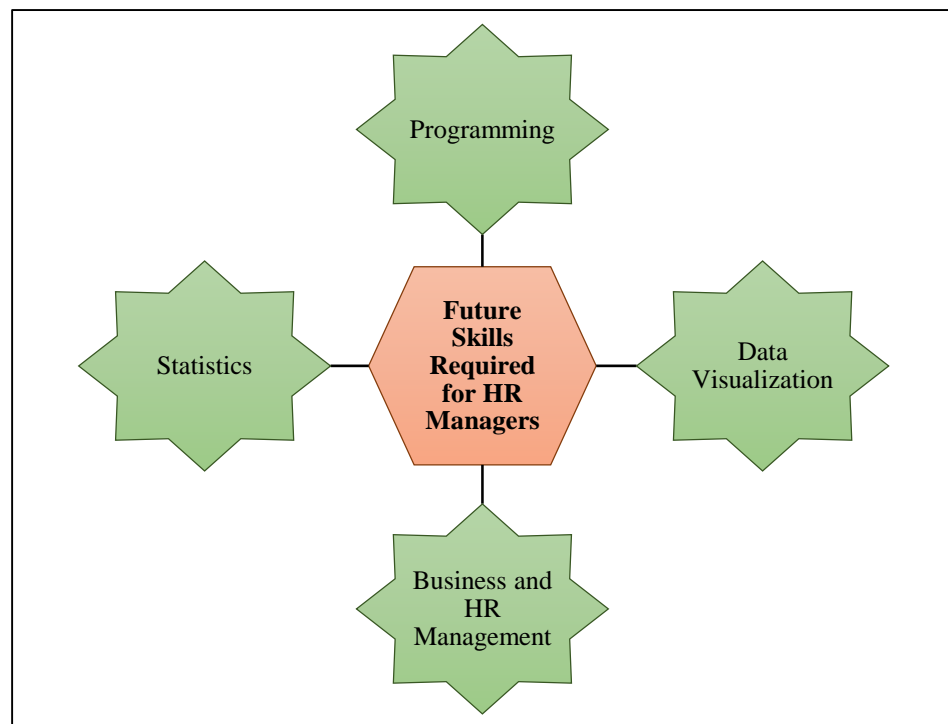 Programming
Future
Skills
Required
for HR
Managers
Statistics
Data
Visualization
Business and
HR
Management